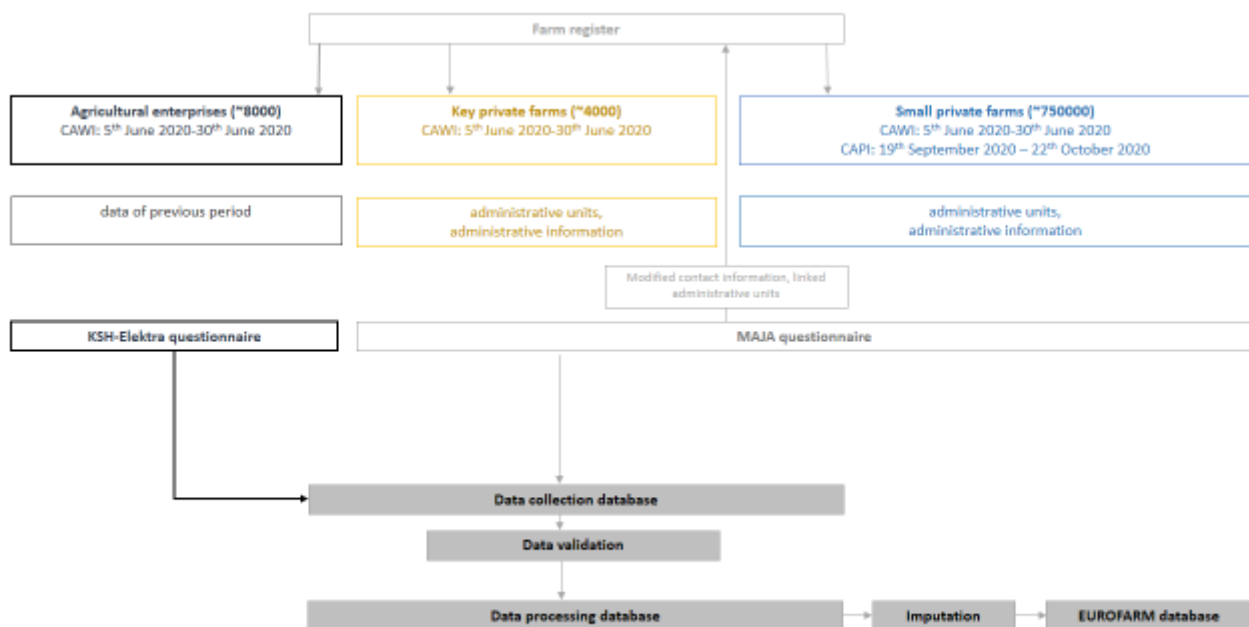 Farm register
Agricultural enterprises (~8000)
CAWI: 5th June 2020-30th June 2020
Key private farms (~4000)
CAWI: 5th June 2020-30th June 2020
Small private farms (~750000)
CAWI: 5th June 2020-30th June 2020
CAPI: 19th September 2020 – 22th October 2020
data of previous period
administrative units,
administrative information
administrative units,
administrative information
Modified contact information, linked
administrative units
KSH-Elektra questionnaire
MAJA questionnaire
Data collection database
Data validation
Data processing database
Imputation
EUROFARM database